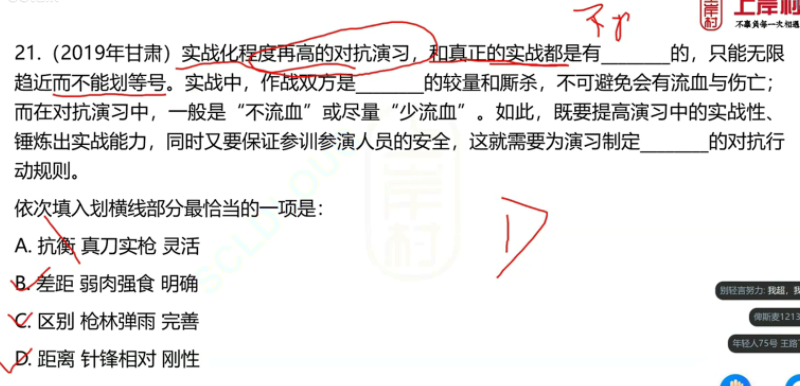 上岸村
不辜负每一次相遇
21.（2019年甘肃）实战化程度再高的对抗演习，和真正的实战都是有________的，只能无限
趋近而不能划等号。实战中，作战双方是________的较量和厮杀，不可避免会有流血与伤亡；
而在对抗演习中，一般是“不流血”或尽量“少流血”。如此，既要提高演习中的实战性、
锤炼出实战能力，同时又要保证参训参演人员的安全，这就需要为演习制定________的对抗行
动规则。
依次填入划横线部分最恰当的一项是：
A. 抗衡 真刀实枪 灵活
B. 差距 弱肉强食 明确
C. 区别 枪林弹雨 完善
D. 距离 针锋相对 刚性
D
上岸村
别轻言努力: 我超，我
俾斯麦1213
年轻人75号 王路